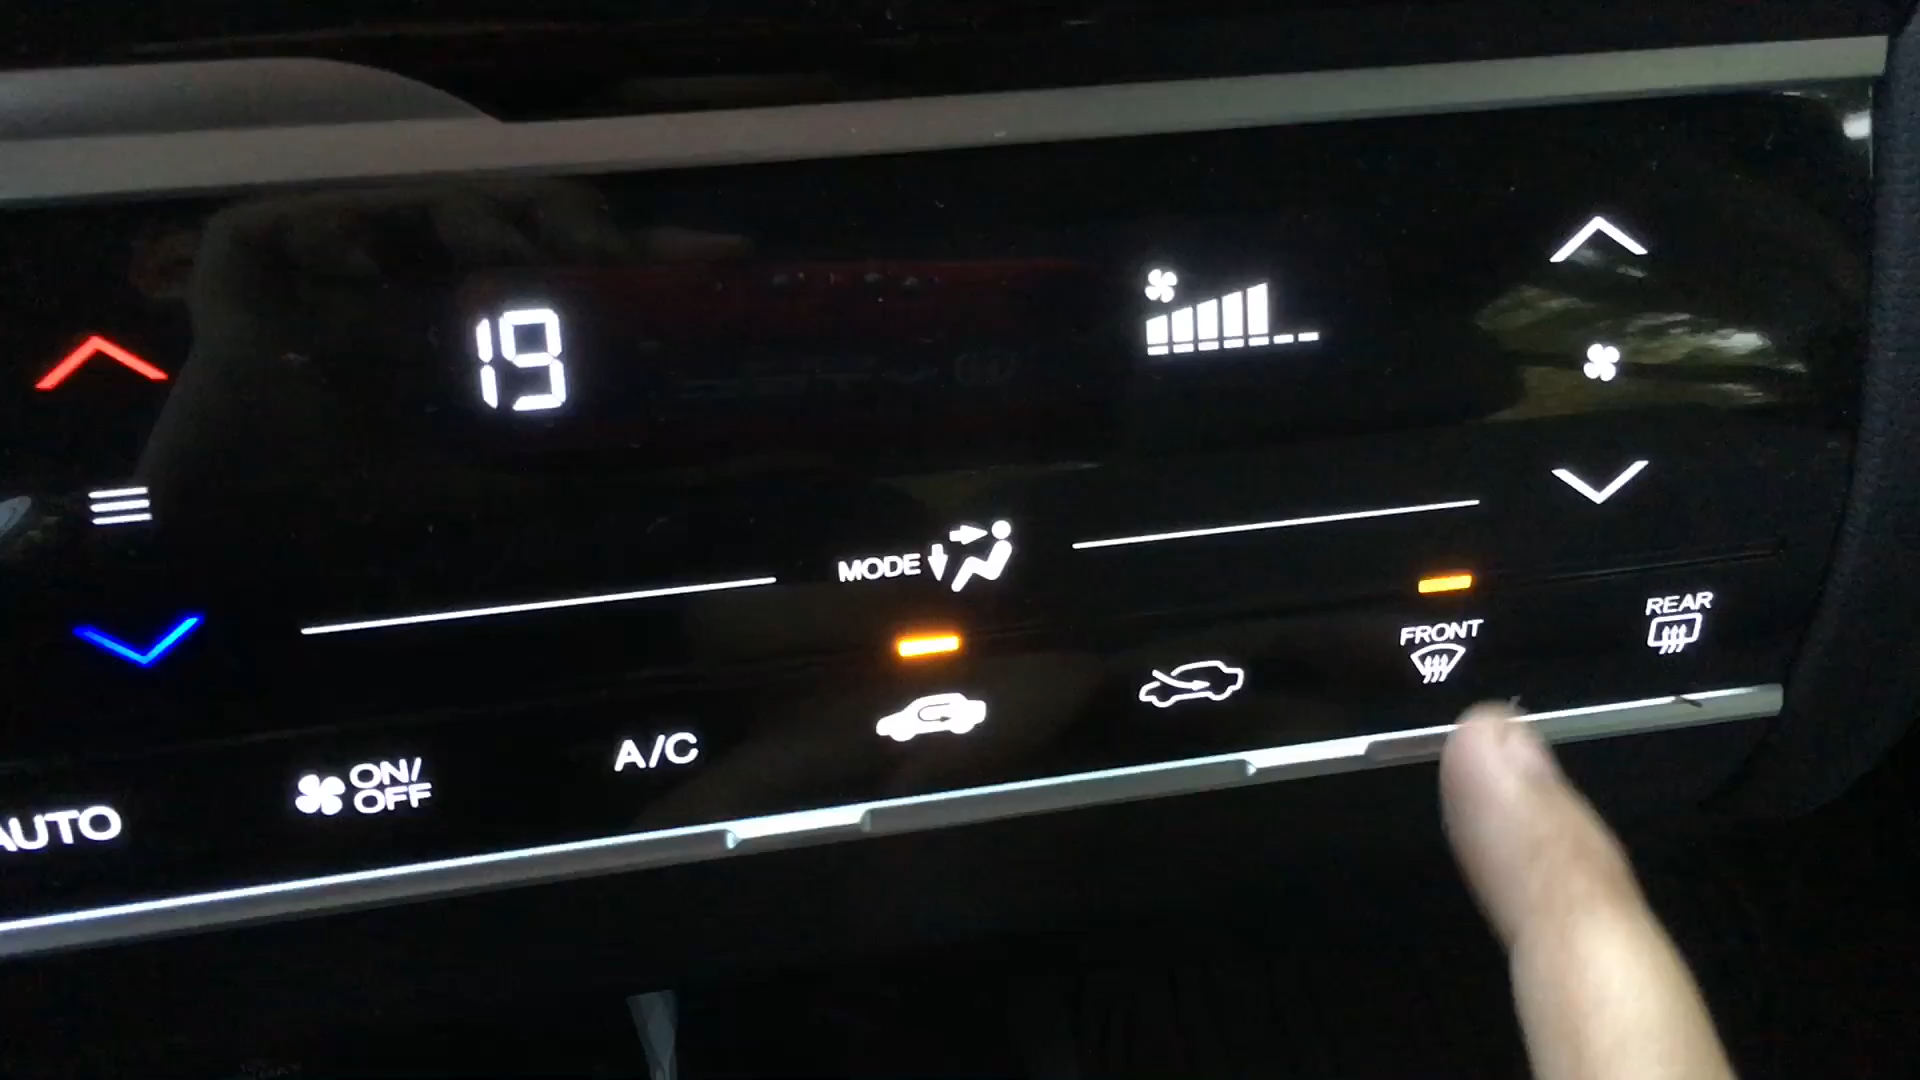 19
MODE
FRONT
REAR
AUTO
ON/
OFF
A/C